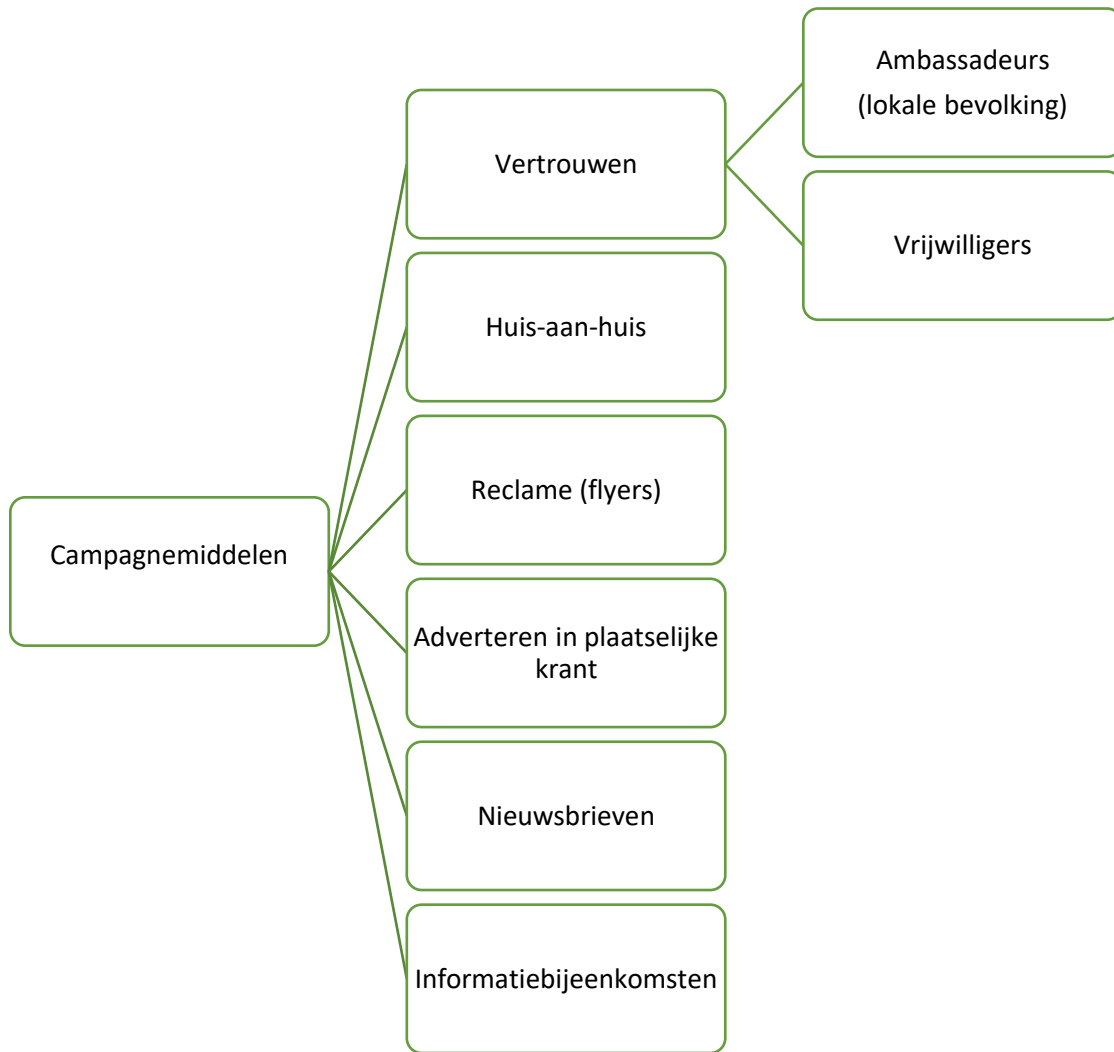 Campagnemiddelen
Vertrouwen
Ambassadeurs
(lokale bevolking)
Vrijwilligers
Huis-aan-huis
Reclame (flyers)
Adverteren in plaatselijke
krant
Nieuwsbrieven
Informatiebijeenkomsten